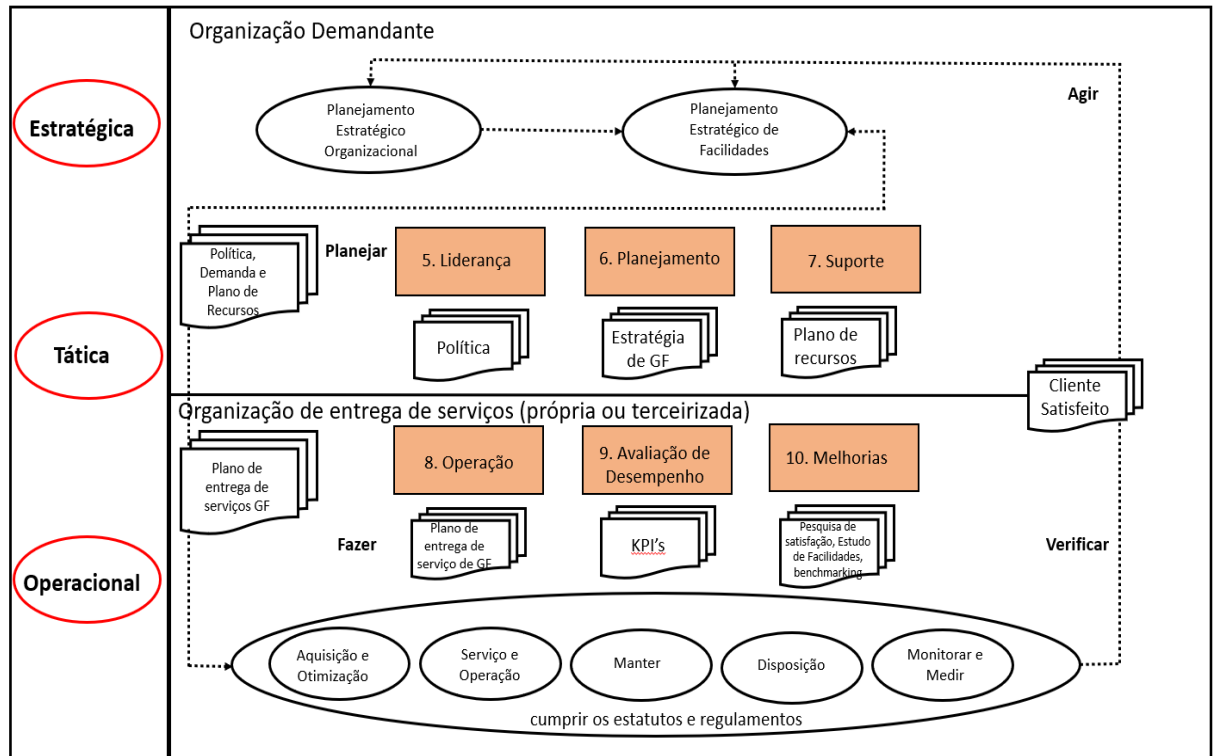 Organização Demandante
Estratégica
Planejamento
Estratégico
Organizacional
Planejamento
Estratégico de
Facilidades
Agir
Política,
Demanda e
Plano de
Recursos
Planejar
5. Liderança
6. Planejamento
7. Suporte
Tática
Política
Estratégia
de GF
Plano de
recursos
Cliente
Satisfeito
Organização de entrega de serviços (própria ou terceirizada)
Plano de
entrega de
serviços GF
8. Operação
9. Avaliação de
Desempenho
10. Melhorias
Operacional
Fazer
Plano de
entrega de
serviço de GF
KPI's
Pesquisa de
satisfação, Estudo
de Facilidades,
benchmarking
Verificar
Aquisição e
Otimização
Serviço e
Operação
Manter
Disposição
Monitorar e
Medir
cumprir os estatutos e regulamentos